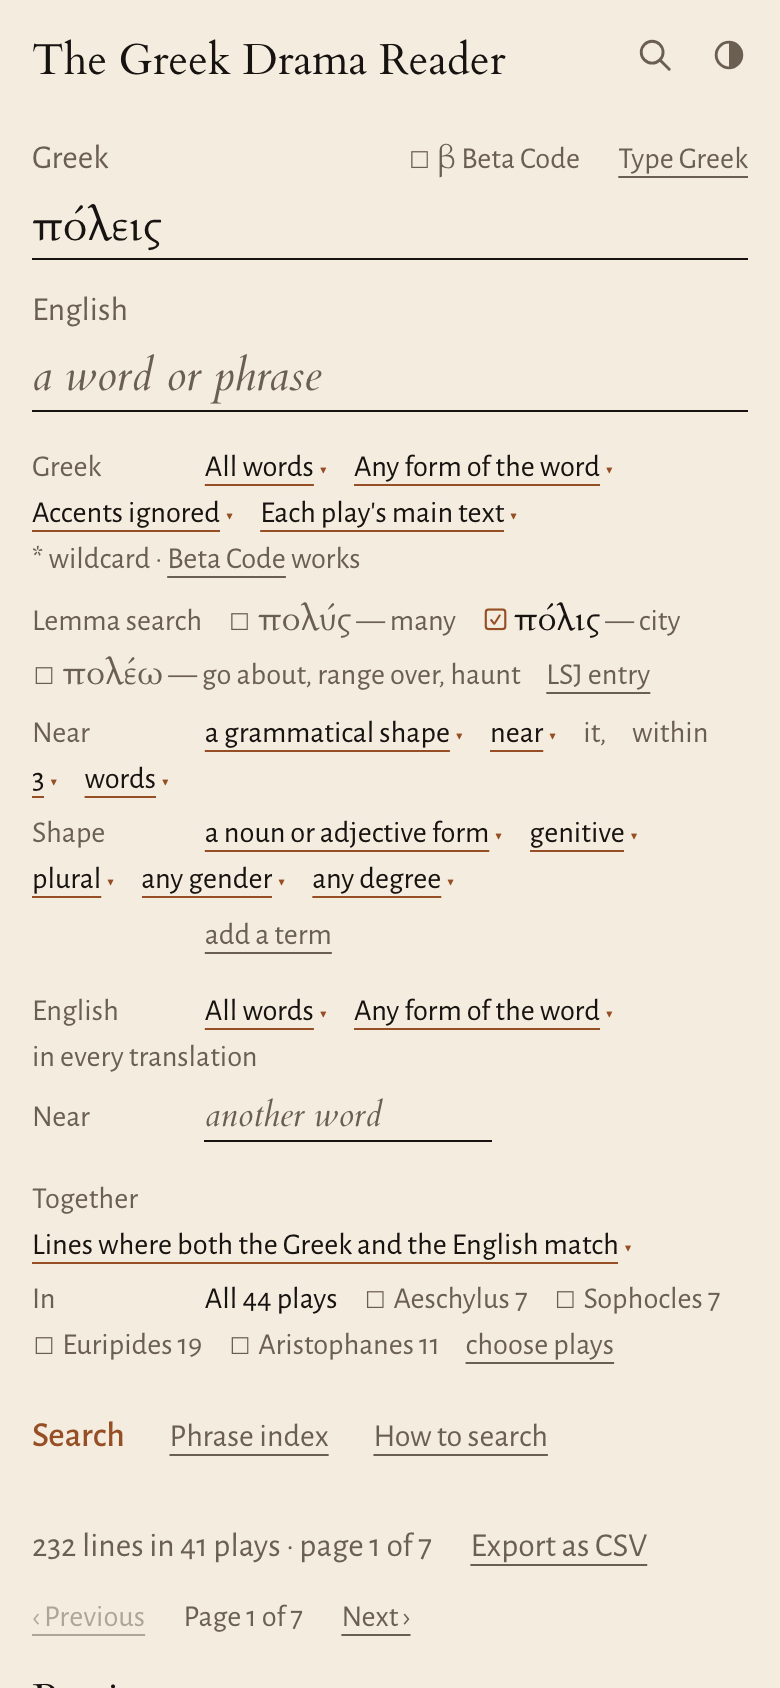 The Greek Drama Reader
Greek β Beta Code Type Greek
πόλεις
English
a word or phrase
Greek All words Any form of the word
Accents ignored Each play's main text
* wildcard · Beta Code works
Lemma search πολύς — many πόλις — city
πολέω — go about, range over, haunt LSJ entry
Near a grammatical shape near it, within
3 words
Shape a noun or adjective form genitive
plural any gender any degree
add a term
English All words Any form of the word
in every translation
Near another word
Together
Lines where both the Greek and the English match
In All 44 plays Aeschylus 7 Sophocles 7
Euripides 19 Aristophanes 11 choose plays
Search Phrase index How to search
232 lines in 41 plays · page 1 of 7 Export as CSV
‹ Previous Page 1 of 7 Next ›